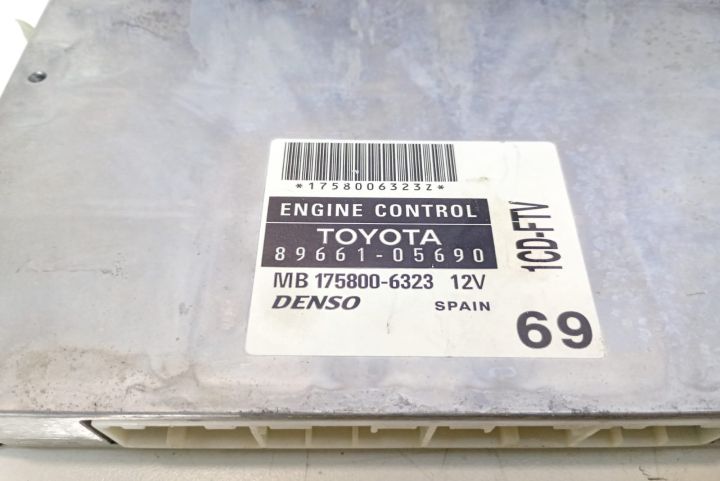 *1758006323Z*
ENGINE CONTROL
TOYOTA
89661-05690
MB 175800-6323 12V
DENSO SPAIN
1CD-FTV
69